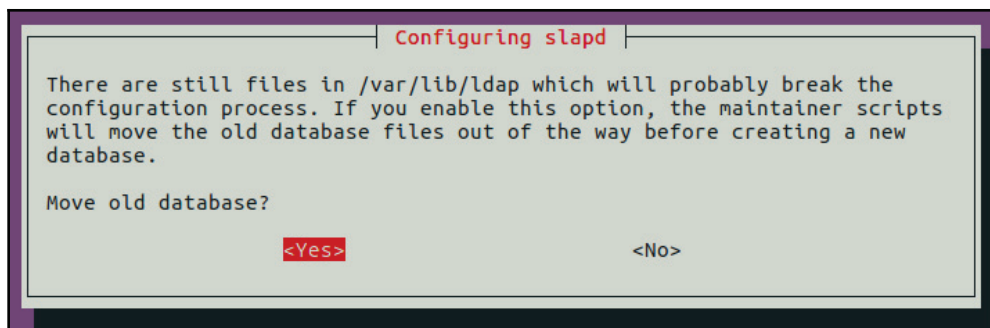 Configuring slapd
There are still files in /var/lib/ldap which will probably break the
configuration process. If you enable this option, the maintainer scripts
will move the old database files out of the way before creating a new
database.
Move old database?
<Yes> <No>